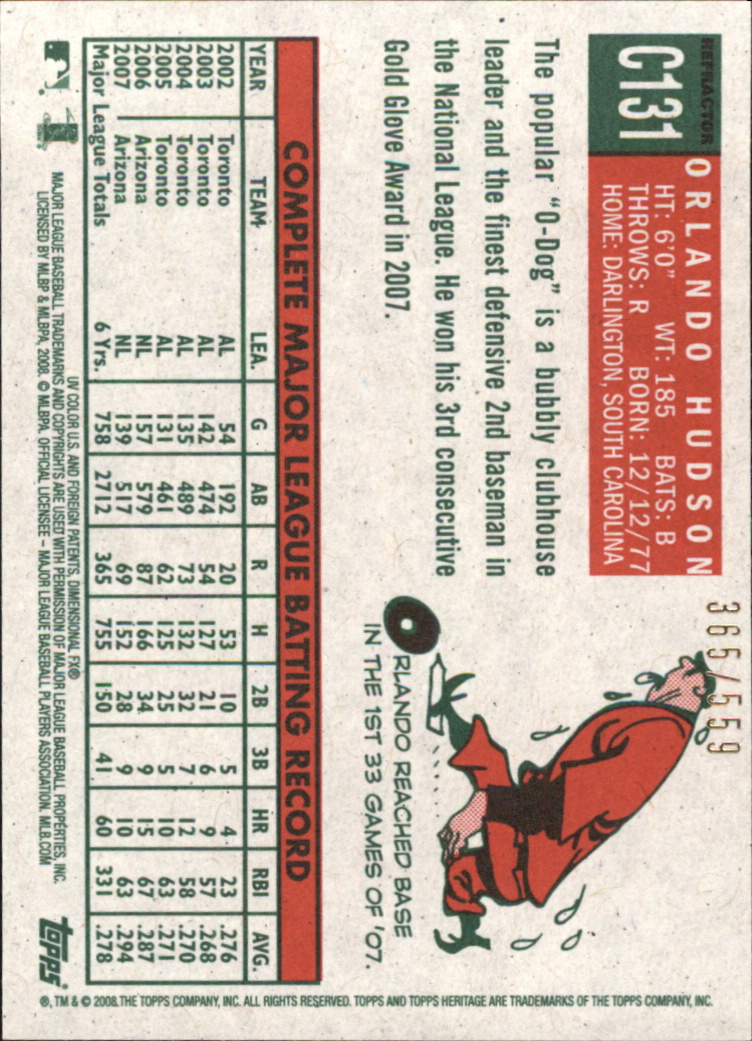 REFRACTOR
C131
ORLANDO HUDSON
HT: 6'0" WT: 185 BATS: B
THROWS: R BORN: 12/12/77
HOME: DARLINGTON, SOUTH CAROLINA
365/559
The popular "O-Dog" is a bubbly clubhouse
leader and the finest defensive 2nd baseman in
the National League. He won his 3rd consecutive
Gold Glove Award in 2007.
ORLANDO REACHED BASE
IN THE 1ST 33 GAMES OF '07.
COMPLETE MAJOR LEAGUE BATTING RECORD
YEAR TEAM LEA. G AB R H 2B 3B HR RBI AVG.
2002 Toronto AL 54 192 20 53 10 5 4 23 .276
2003 Toronto AL 142 474 54 127 21 6 9 57 .268
2004 Toronto AL 135 489 73 132 32 7 12 58 .270
2005 Toronto AL 131 461 62 125 25 5 10 63 .271
2006 Arizona NL 157 579 87 166 34 9 15 67 .287
2007 Arizona NL 139 517 69 152 28 9 10 63 .294
Major League Totals 6 Yrs. 758 2712 365 755 150 41 60 331 .278
UV COLOR U.S. AND FOREIGN PATENTS. DIMENSIONAL FX®
MAJOR LEAGUE BASEBALL TRADEMARKS AND COPYRIGHTS ARE USED WITH PERMISSION OF MAJOR LEAGUE BASEBALL PROPERTIES, INC.
LICENSED BY MLBP & MLBPA, 2008. © MLBPA. OFFICIAL LICENSEE – MAJOR LEAGUE BASEBALL PLAYERS ASSOCIATION. MLB.COM
topps
®, TM & © 2008. THE TOPPS COMPANY, INC. ALL RIGHTS RESERVED. TOPPS AND TOPPS HERITAGE ARE TRADEMARKS OF THE TOPPS COMPANY, INC.